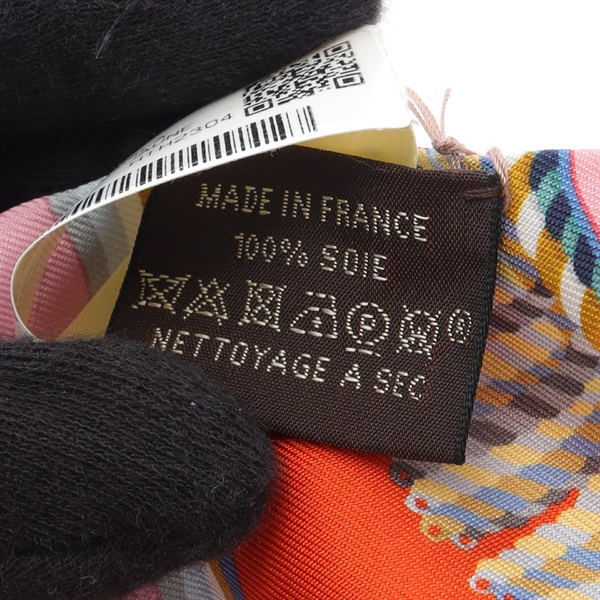 MADE IN FRANCE
100% SOIE
P
®
NETTOYAGE A SEC